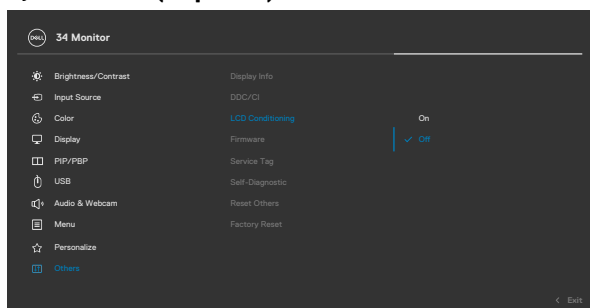 DELL 34 Monitor
Brightness/Contrast Display Info
Input Source DDC/CI
Color LCD Conditioning On
Display Firmware Off
PIP/PBP Service Tag
USB Self-Diagnostic
Audio & Webcam Reset Others
Menu Factory Reset
Personalize
Others
< Exit